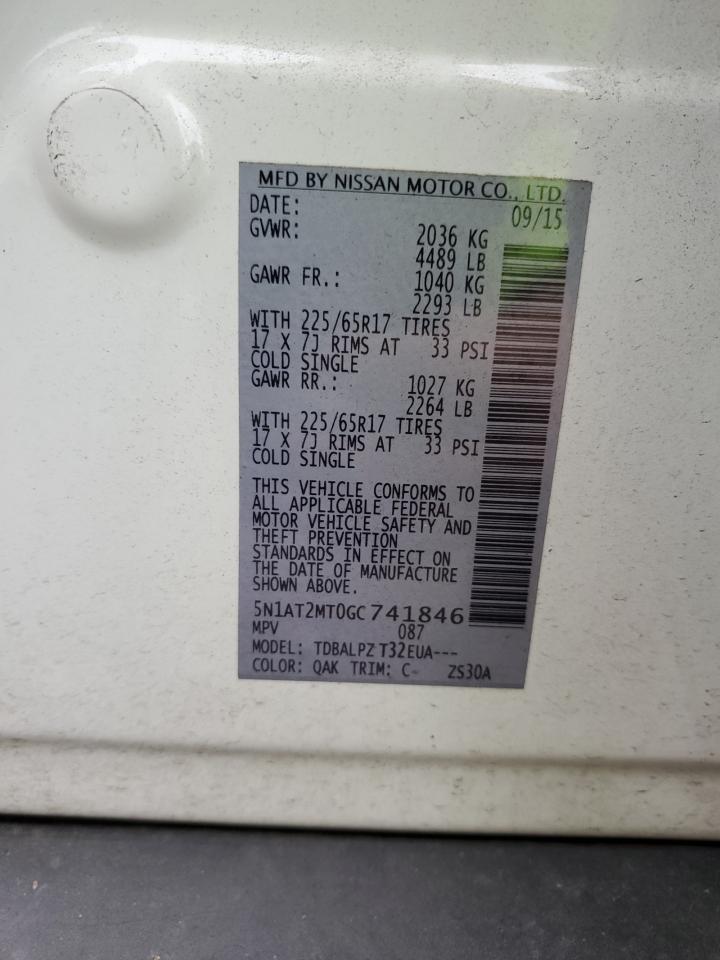 MFD BY NISSAN MOTOR CO., LTD.
DATE: 09/15
GVWR: 2036 KG
4489 LB
GAWR FR.: 1040 KG
2293 LB
WITH 225/65R17 TIRES
17 X 7J RIMS AT 33 PSI
COLD SINGLE
GAWR RR.: 1027 KG
2264 LB
WITH 225/65R17 TIRES
17 X 7J RIMS AT 33 PSI
COLD SINGLE
THIS VEHICLE CONFORMS TO
ALL APPLICABLE FEDERAL
MOTOR VEHICLE SAFETY AND
THEFT PREVENTION
STANDARDS IN EFFECT ON
THE DATE OF MANUFACTURE
SHOWN ABOVE.
5N1AT2MT0GC741846
MPV 087
MODEL: TDBALPZ T32EUA---
COLOR: QAK TRIM: C- ZS30A